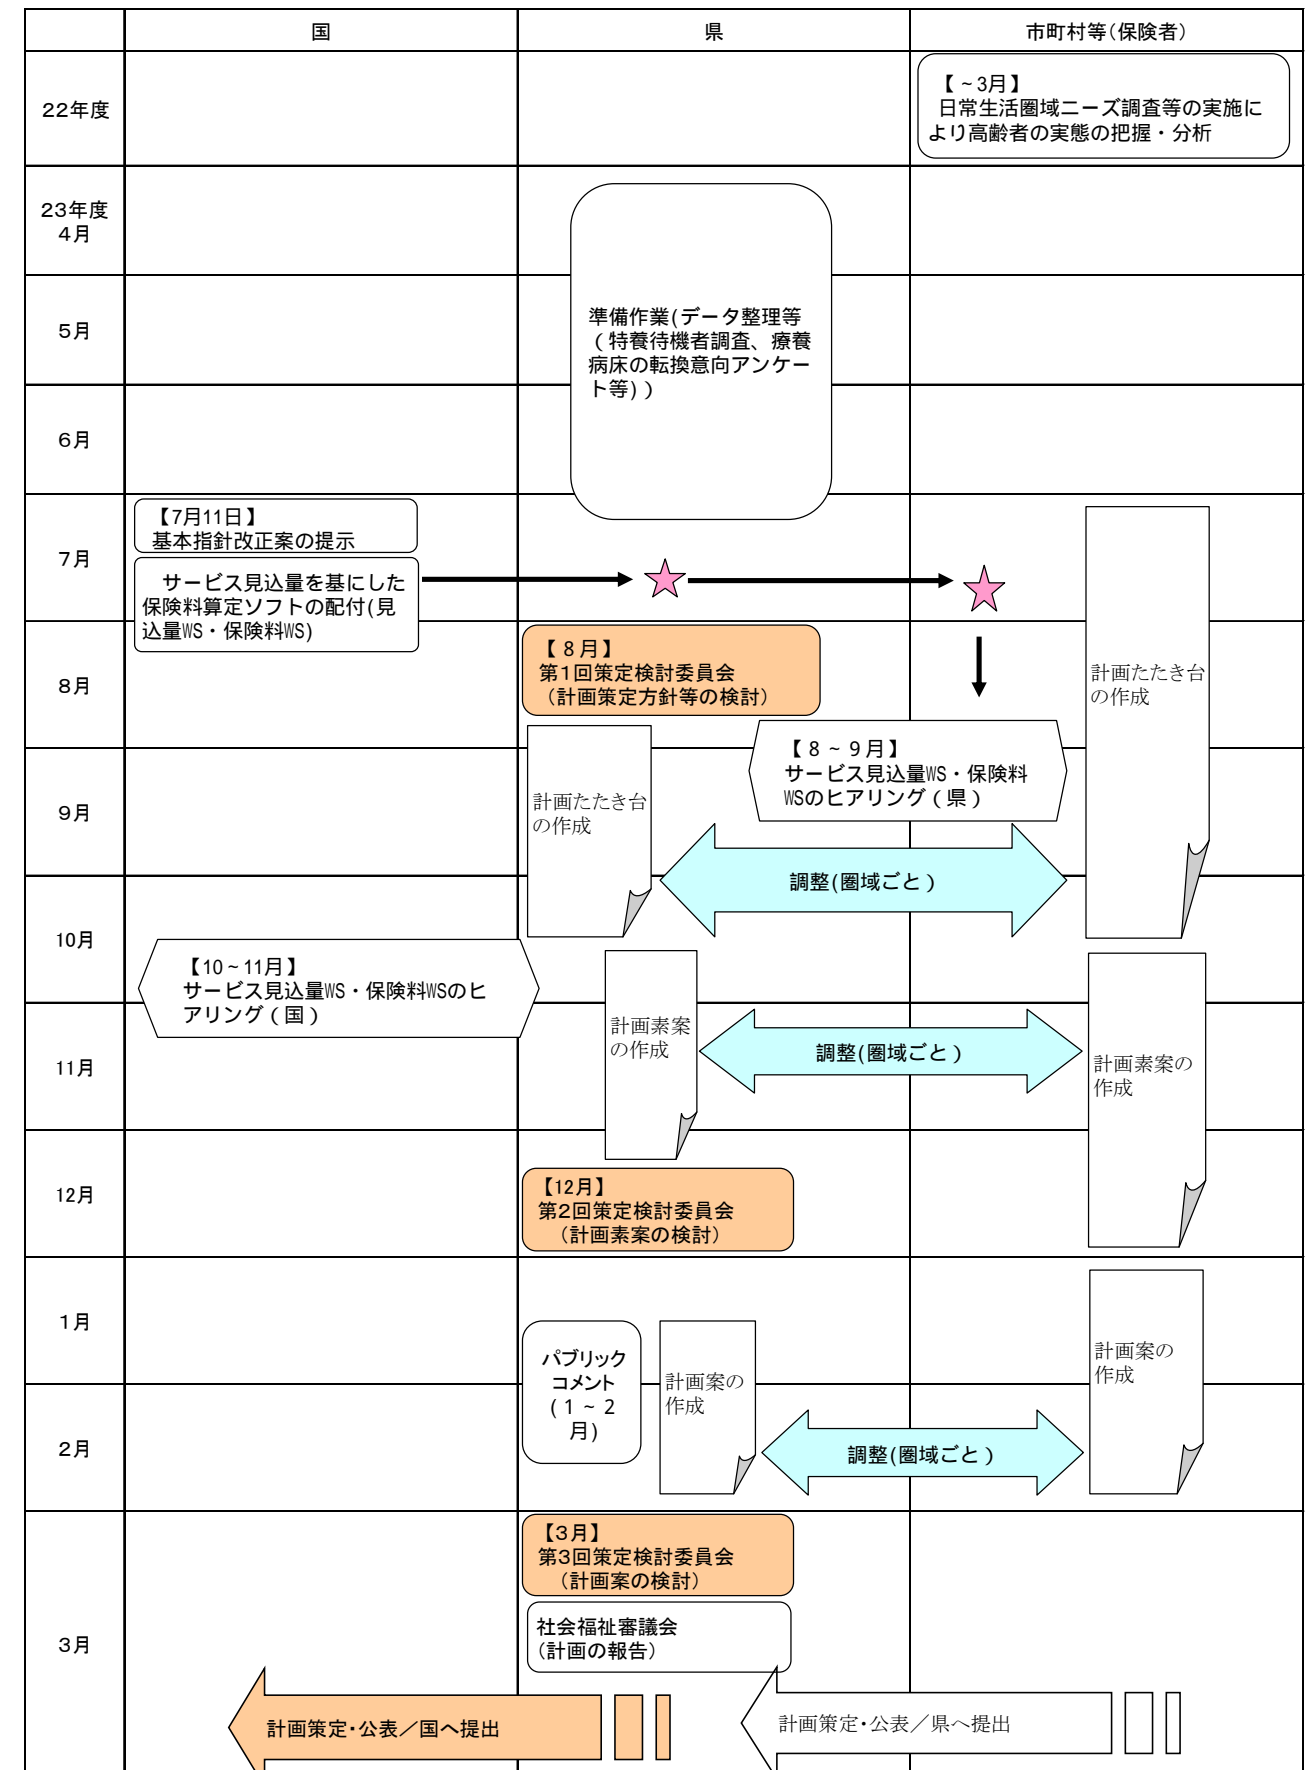 国
県
市町村等(保険者)
22年度
【 ~3月】
日常生活圏域ニーズ調査等の実施に
より高齢者の実態の把握・分析
23年度
4月
5月
準備作業(データ整理等
(特養待機者調査、療養
病床の転換意向アンケー
ト等))
6月
7月
【7月11日】
基本指針改正案の提示
サービス見込量を基にした
保険料算定ソフトの配付(見
込量WS・保険料WS)
8月
【8月】
第1回策定検討委員会
(計画策定方針等の検討)
計画たたき台
の作成
【8~9月】
サービス見込量WS・保険料
WSのヒアリング(県)
9月
計画たたき台
の作成
調整(圏域ごと)
10月
【10~11月】
サービス見込量WS・保険料WSのヒ
アリング(国)
計画素案
の作成
調整(圏域ごと)
計画素案の
作成
11月
12月
【12月】
第2回策定検討委員会
(計画素案の検討)
1月
パブリック
コメント
(1~2
月)
計画案の
作成
計画案の
作成
2月
調整(圏域ごと)
3月
【3月】
第3回策定検討委員会
(計画案の検討)
社会福祉審議会
(計画の報告)
計画策定・公表/国へ提出
計画策定・公表/県へ提出